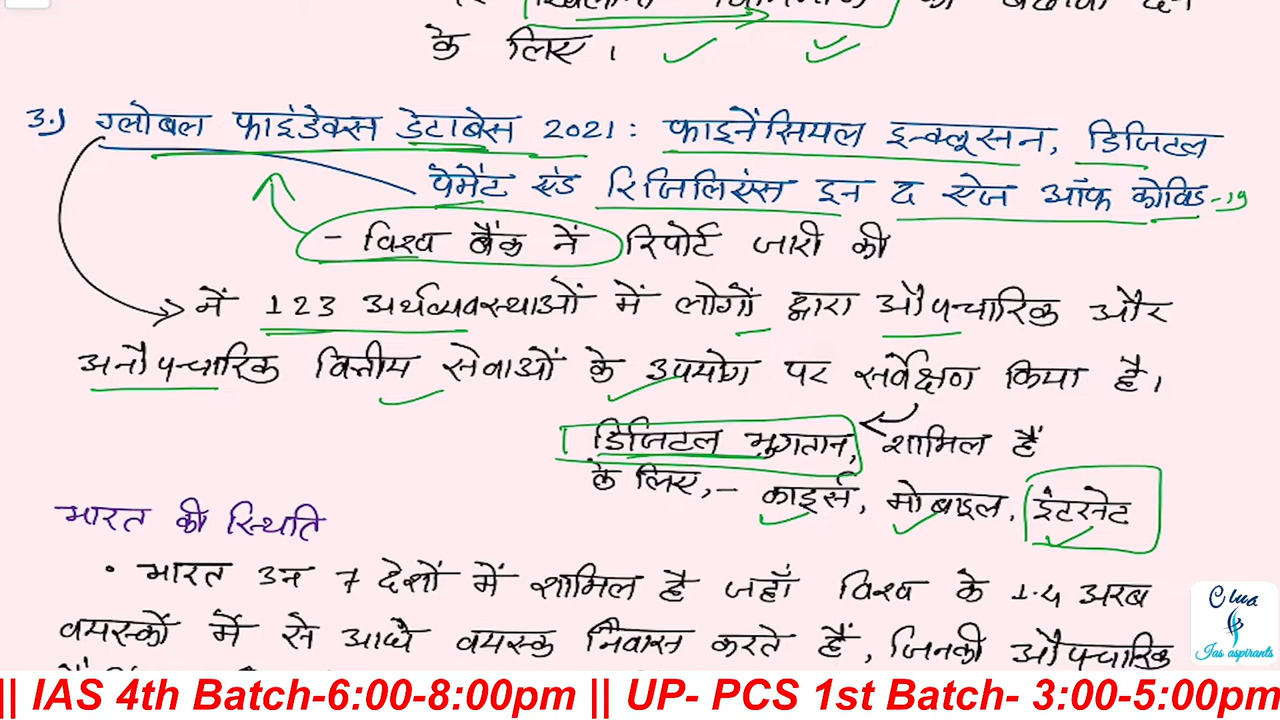 के लिए।
3.) ग्लोबल फाइंडेक्स डेटाबेस 2021: फाइनेंसियल इन्क्लूसन, डिजिटल
पेमेंट एंड रिजिलिएंस इन द ऐज ऑफ कोविड-19
- विश्व बैंक नें रिपोर्ट जारी की
में 123 अर्थव्यवस्थाओं में लोगों द्वारा औपचारिक और
अनौपचारिक वित्तीय सेवाओं के उपयोग पर सर्वेक्षण किया है।
डिजिटल भुगतान, शामिल हैं
के लिए,- कार्ड्स, मोबाइल, इंटरनेट
भारत की स्थिति
• भारत उन 7 देशों में शामिल है जहाँ विश्व के 1.4 अरब
वयस्कों में से आधे वयस्क निवास करते हैं, जिनकी औपचारिक
Clua
Ias aspirants
|| IAS 4th Batch-6:00-8:00pm || UP- PCS 1st Batch- 3:00-5:00pm